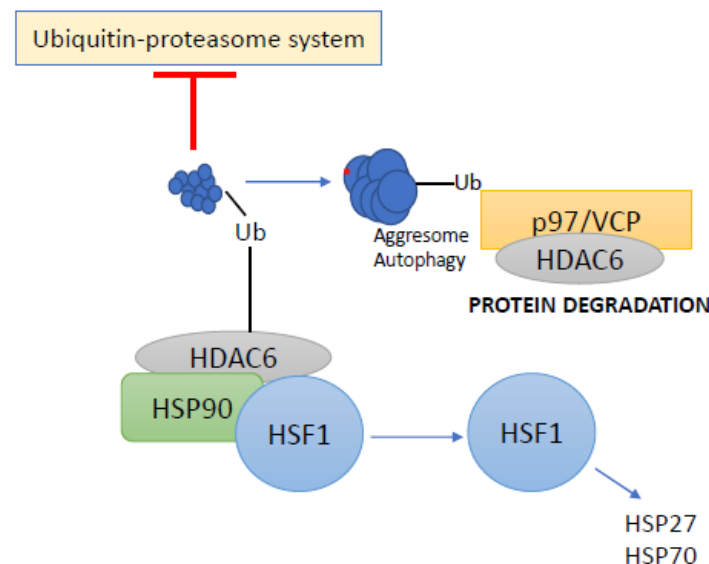 Ubiquitin-proteasome system
Ub
Ub
Aggresome
Autophagy
p97/VCP
HDAC6
PROTEIN DEGRADATION
HDAC6
HSP90
HSF1
HSF1
HSP27
HSP70